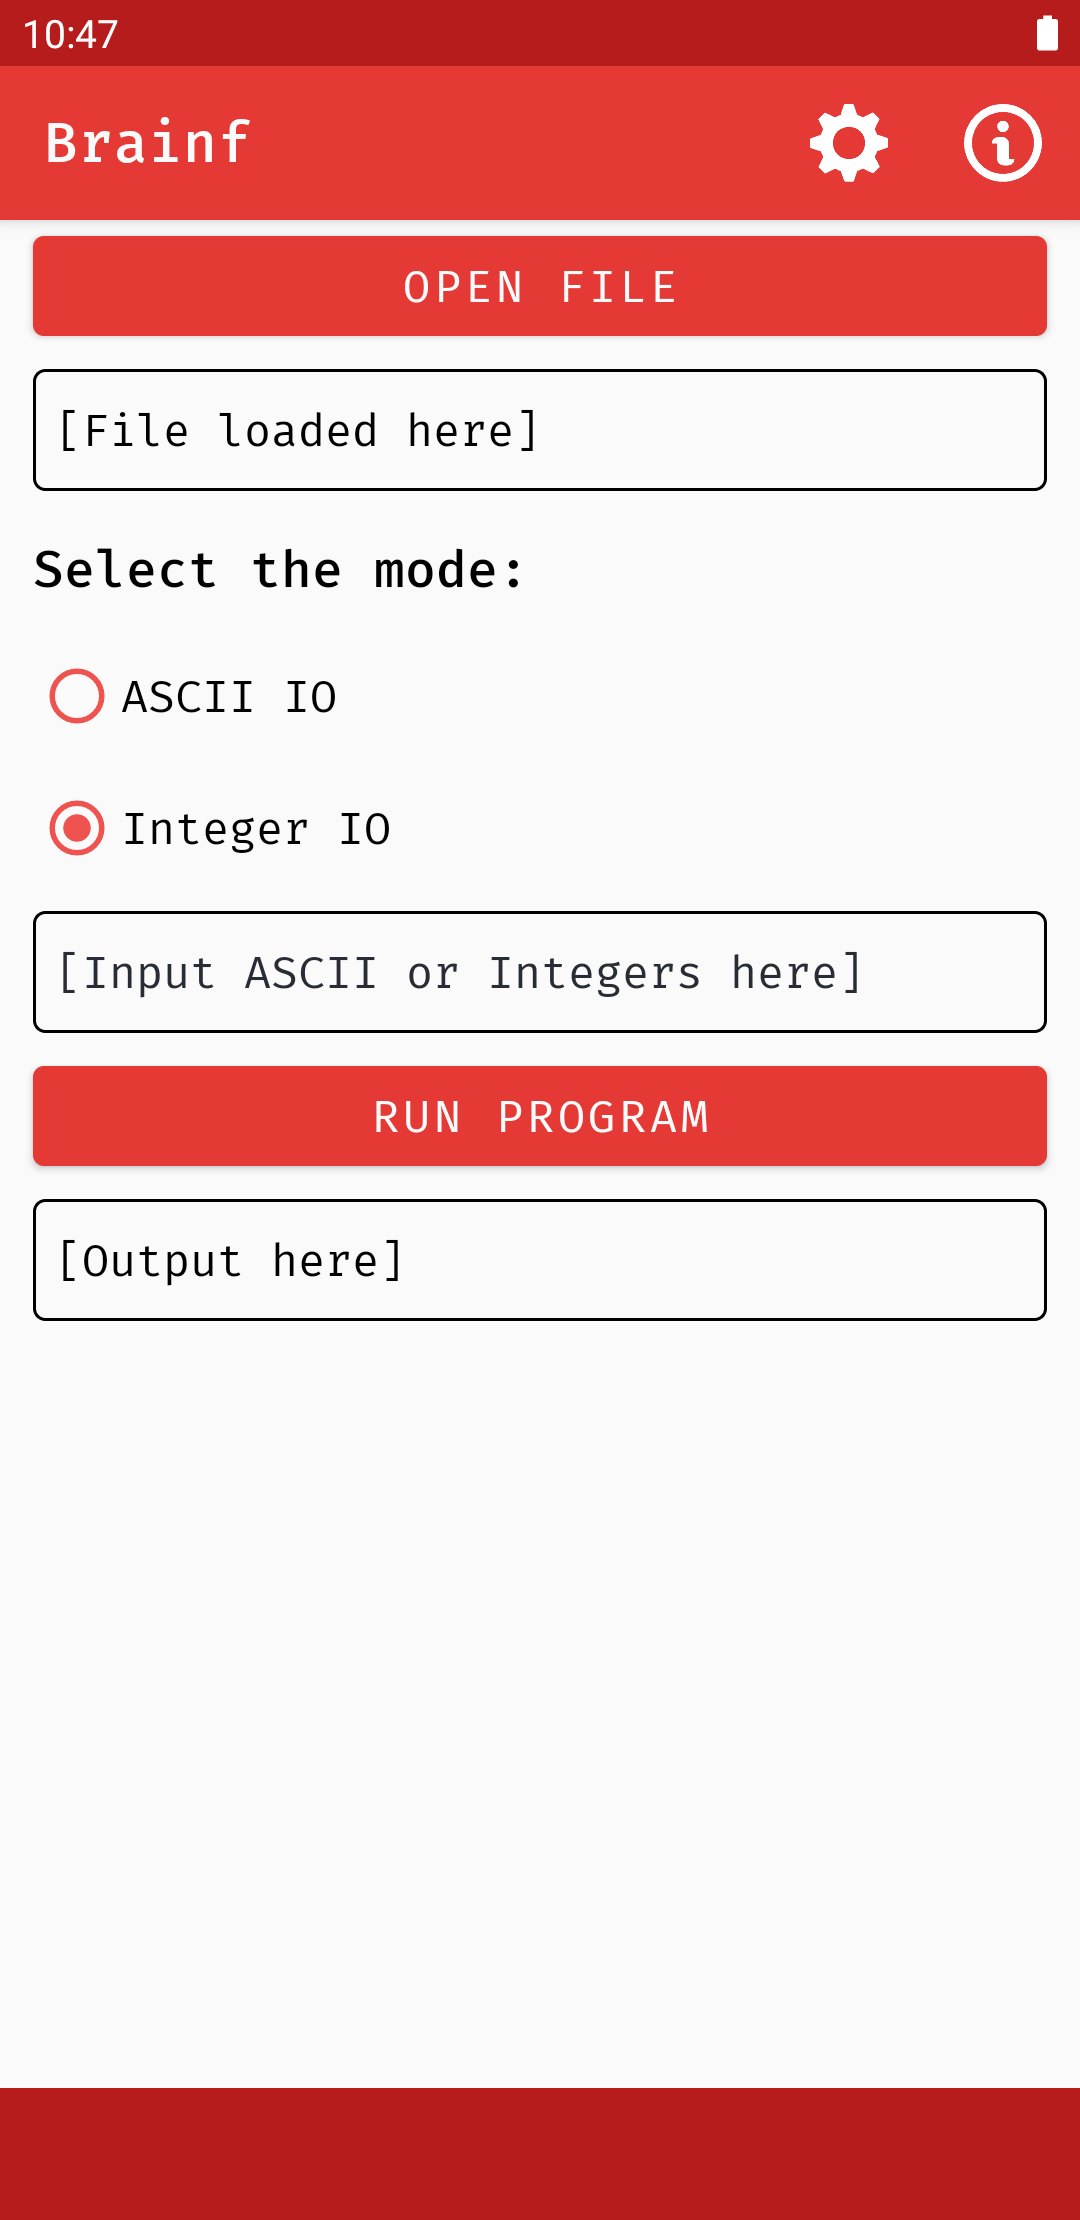 10:47
Brainf
OPEN FILE
[File loaded here]
Select the mode:
ASCII IO
Integer IO
[Input ASCII or Integers here]
RUN PROGRAM
[Output here]